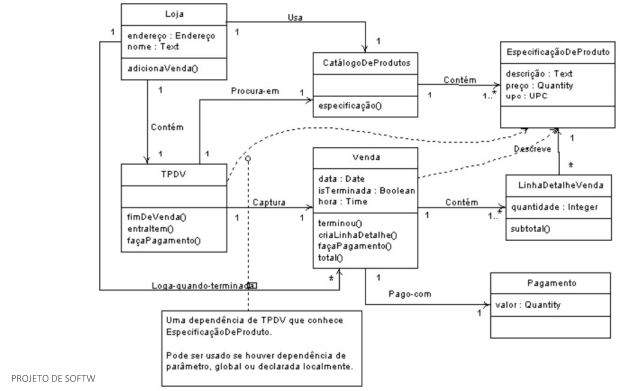 Loja
endereço : Endereço
nome : Text
adicionaVenda()
1
1
Usa
1
1
CatálogoDeProdutos
especificação()
Contém
1
1..*
EspecificaçãoDeProduto
descrição : Text
preço : Quantity
upc : UPC
Procura-em
1
1
Contém
1
1
Descreve
1
*
TPDV
fimDeVenda()
entraItem()
façaPagamento()
Captura
1
1
Venda
data : Date
isTerminada : Boolean
hora : Time
terminou()
criaLinhaDetalhe()
façaPagamento()
total()
Contém
1
1..*
LinhaDetalheVenda
quantidade : Integer
subtotal()
Loga-quando-terminada
*
1
Pago-com
1
Pagamento
valor : Quantity
Uma dependência de TPDV que conhece
EspecificaçãoDeProduto.
Pode ser usado se houver dependência de
parâmetro, global ou declarada localmente.
PROJETO DE SOFTW